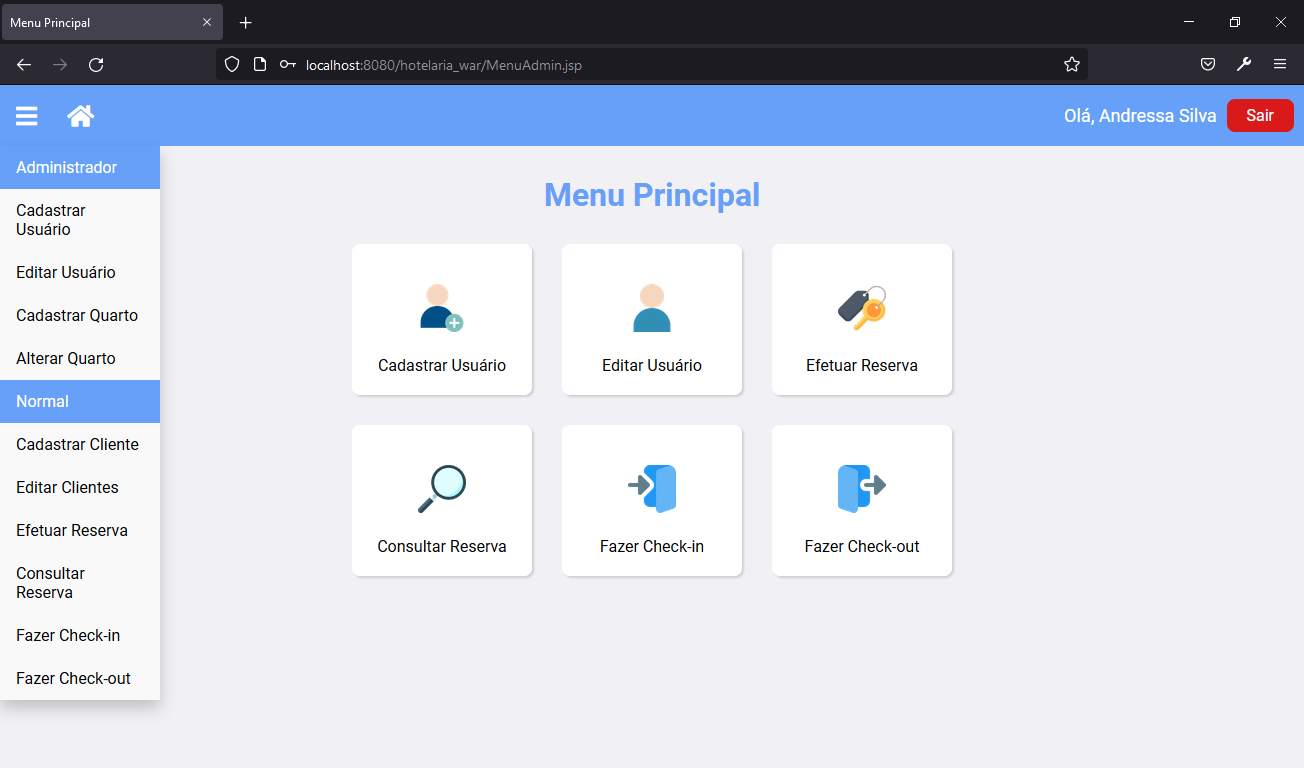 Menu Principal
localhost:8080/hotelaria_war/MenuAdmin.jsp
Olá, Andressa Silva
Sair
Administrador
Cadastrar
Usuário
Editar Usuário
Cadastrar Quarto
Alterar Quarto
Normal
Cadastrar Cliente
Editar Clientes
Efetuar Reserva
Consultar
Reserva
Fazer Check-in
Fazer Check-out
Menu Principal
Cadastrar Usuário
Editar Usuário
Efetuar Reserva
Consultar Reserva
Fazer Check-in
Fazer Check-out